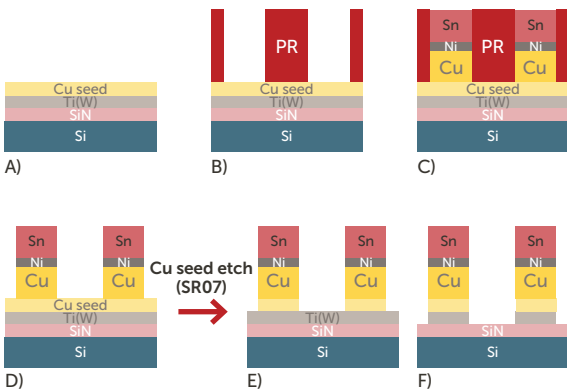 Cu seed
Ti(W)
SiN
Si
A)
PR
Cu seed
Ti(W)
SiN
Si
B)
Sn
Ni
Cu
PR
Sn
Ni
Cu
Cu seed
Ti(W)
SiN
Si
C)
Sn
Ni
Cu
Sn
Ni
Cu
Cu seed
Ti(W)
SiN
Si
D)
Cu seed etch
(SR07)
Sn
Ni
Cu
Sn
Ni
Cu
Ti(W)
SiN
Si
E)
Sn
Ni
Cu
Sn
Ni
Cu
SiN
Si
F)